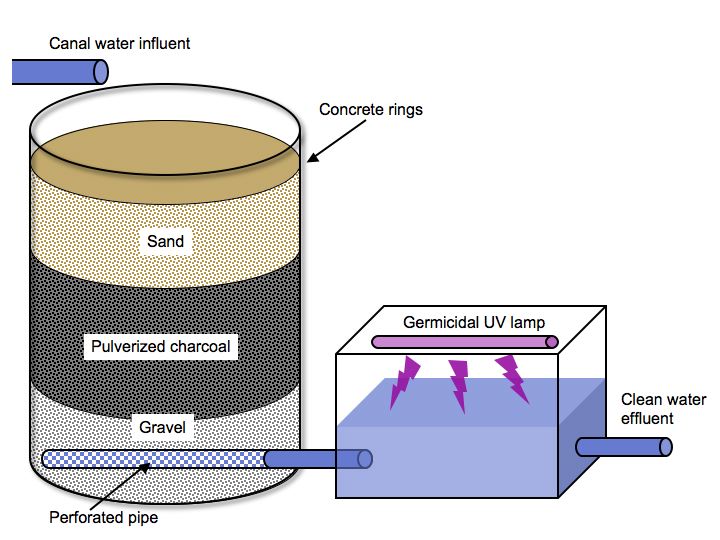 Canal water influent
Concrete rings
Sand
Pulverized charcoal
Germicidal UV lamp
Clean water
effluent
Gravel
Perforated pipe